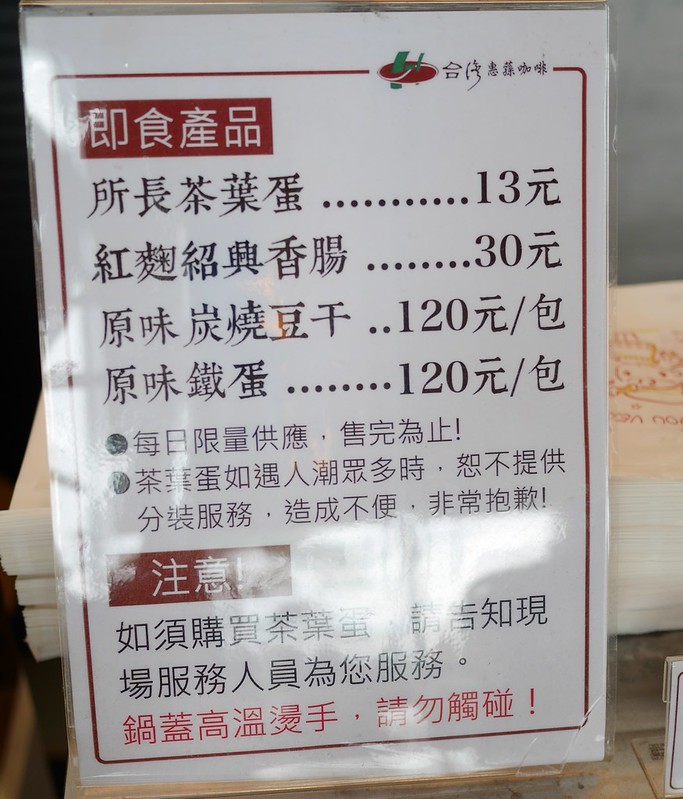 台灣惠蓀咖啡
即食產品
所長茶葉蛋 ...........13元
紅麴紹興香腸 ........30元
原味炭燒豆干 ..120元/包
原味鐵蛋 ........120元/包
●每日限量供應，售完為止!
●茶葉蛋如遇人潮眾多時，恕不提供
分裝服務，造成不便，非常抱歉!
注意!
如須購買茶葉蛋，請告知現
場服務人員為您服務。
鍋蓋高溫燙手，請勿觸碰！
YOU VE